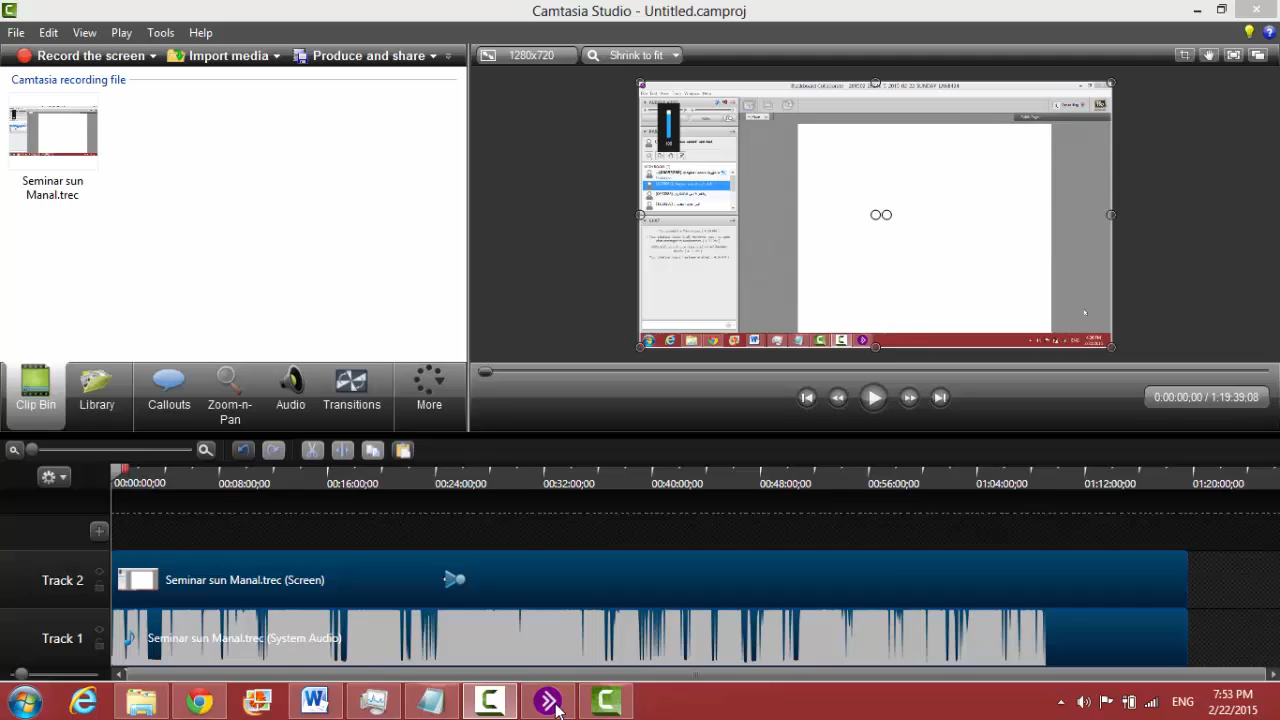 Camtasia Studio - Untitled.camproj
File Edit View Play Tools Help
Record the screen Import media Produce and share
1280x720 Shrink to fit
Camtasia recording file
Seminar sun
Manal.trec
Clip Bin Library Callouts Zoom-n-
Pan Audio Transitions More
0:00:00;00 / 1:19:39;08
00:00:00;00 00:08:00;00 00:16:00;00 00:24:00;00 00:32:00;00 00:40:00;00 00:48:00;00 00:56:00;00 01:04:00;00 01:12:00;00 01:20:00;00
Track 2 Seminar sun Manal.trec (Screen)
Track 1 Seminar sun Manal.trec (System Audio)
ENG
7:53 PM
2/22/2015